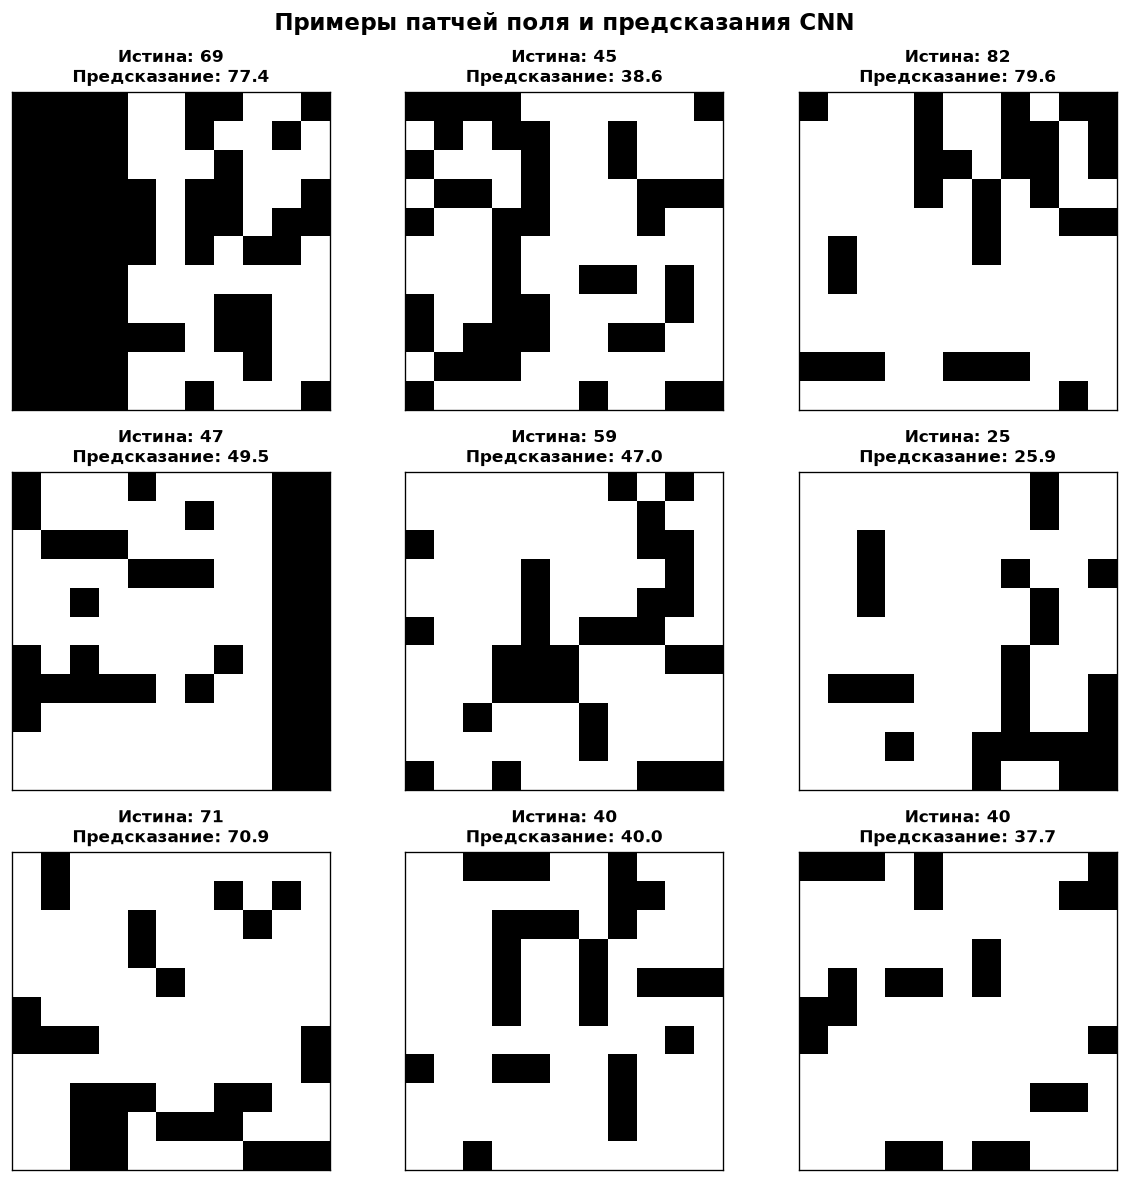 Примеры патчей поля и предсказания CNN
Истина: 69
Предсказание: 77.4
Истина: 45
Предсказание: 38.6
Истина: 82
Предсказание: 79.6
Истина: 47
Предсказание: 49.5
Истина: 59
Предсказание: 47.0
Истина: 25
Предсказание: 25.9
Истина: 71
Предсказание: 70.9
Истина: 40
Предсказание: 40.0
Истина: 40
Предсказание: 37.7